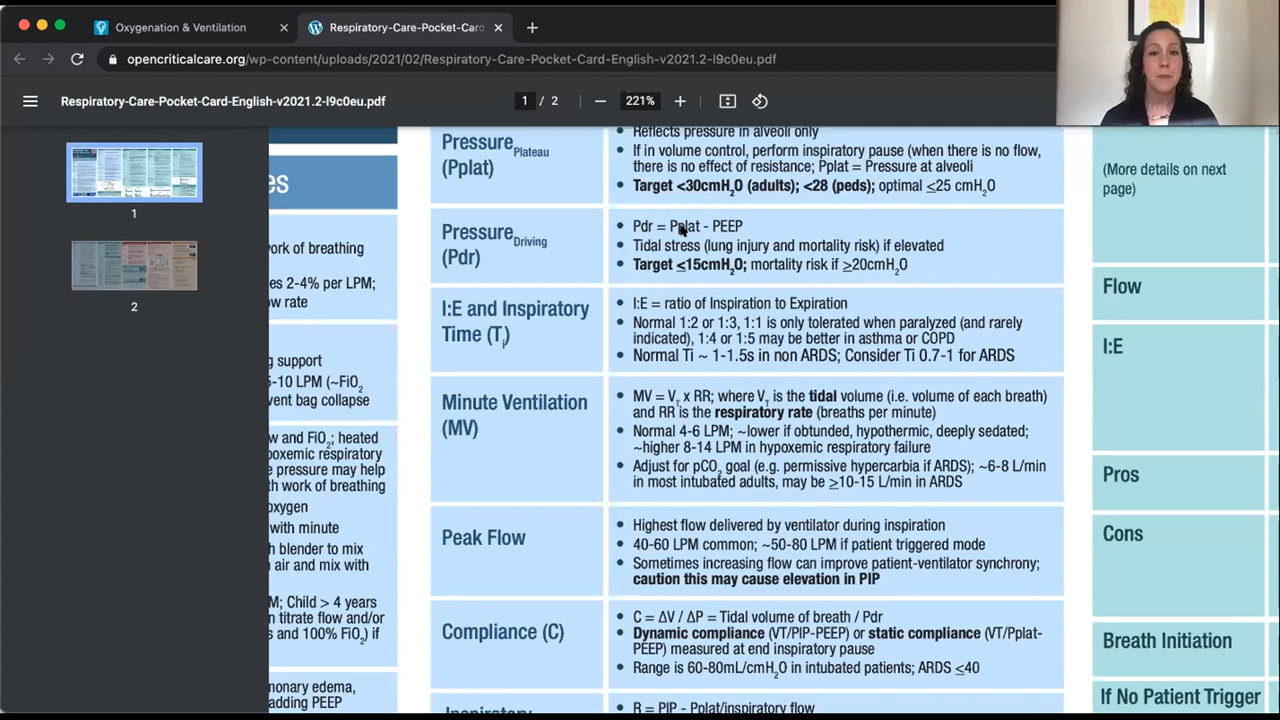 Oxygenation & Ventilation
Respiratory-Care-Pocket-Card
opencriticalcare.org/wp-content/uploads/2021/02/Respiratory-Care-Pocket-Card-English-v2021.2-l9c0eu.pdf
Respiratory-Care-Pocket-Card-English-v2021.2-l9c0eu.pdf
1 / 2
221%
1
2
es
rk of breathing
es 2-4% per LPM;
ow rate
g support
5-10 LPM (~FiO2
vent bag collapse
w and FiO2; heated
poxemic respiratory
e pressure may help
th work of breathing
oxygen
with minute
h blender to mix
n air and mix with
M; Child > 4 years
n titrate flow and/or
s and 100% FiO2) if
monary edema,
adding PEEP
Pressure Plateau
(Pplat)
Reflects pressure in alveoli only
• If in volume control, perform inspiratory pause (when there is no flow,
there is no effect of resistance; Pplat = Pressure at alveoli
• Target <30cmH2O (adults); <28 (peds); optimal ≤25 cmH2O
Pressure Driving
(Pdr)
• Pdr = Pplat - PEEP
• Tidal stress (lung injury and mortality risk) if elevated
• Target ≤15cmH2O; mortality risk if ≥20cmH2O
I:E and Inspiratory
Time (Ti)
• I:E = ratio of Inspiration to Expiration
• Normal 1:2 or 1:3, 1:1 is only tolerated when paralyzed (and rarely
indicated), 1:4 or 1:5 may be better in asthma or COPD
• Normal Ti ~ 1-1.5s in non ARDS; Consider Ti 0.7-1 for ARDS
Minute Ventilation
(MV)
• MV = VT x RR; where VT is the tidal volume (i.e. volume of each breath)
and RR is the respiratory rate (breaths per minute)
• Normal 4-6 LPM; ~lower if obtunded, hypothermic, deeply sedated;
~higher 8-14 LPM in hypoxemic respiratory failure
• Adjust for pCO2 goal (e.g. permissive hypercarbia if ARDS); ~6-8 L/min
in most intubated adults, may be ≥10-15 L/min in ARDS
Peak Flow
• Highest flow delivered by ventilator during inspiration
• 40-60 LPM common; ~50-80 LPM if patient triggered mode
• Sometimes increasing flow can improve patient-ventilator synchrony;
caution this may cause elevation in PIP
Compliance (C)
• C = ΔV / ΔP = Tidal volume of breath / Pdr
• Dynamic compliance (VT/PIP-PEEP) or static compliance (VT/Pplat-
PEEP) measured at end inspiratory pause
• Range is 60-80mL/cmH2O in intubated patients; ARDS ≤40
Inspiratory
• R = PIP - Pplat/inspiratory flow
(More details on next
page)
Flow
I:E
Pros
Cons
Breath Initiation
If No Patient Trigger